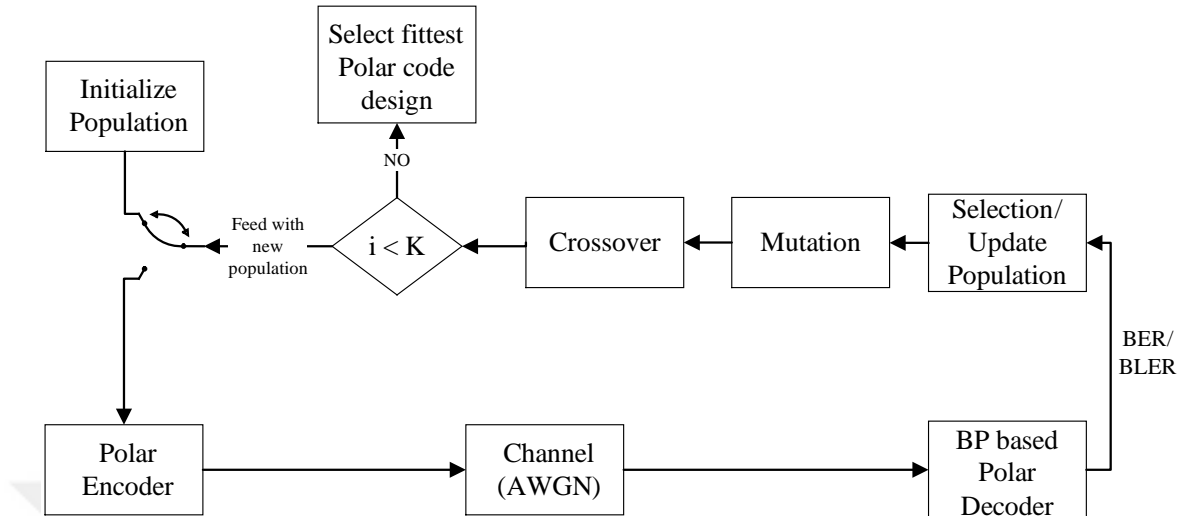 Select fittest
Polar code
design
Initialize
Population
NO
Feed with
new
population
i < K
Crossover
Mutation
Selection/
Update
Population
BER/
BLER
Polar
Encoder
Channel
(AWGN)
BP based
Polar
Decoder